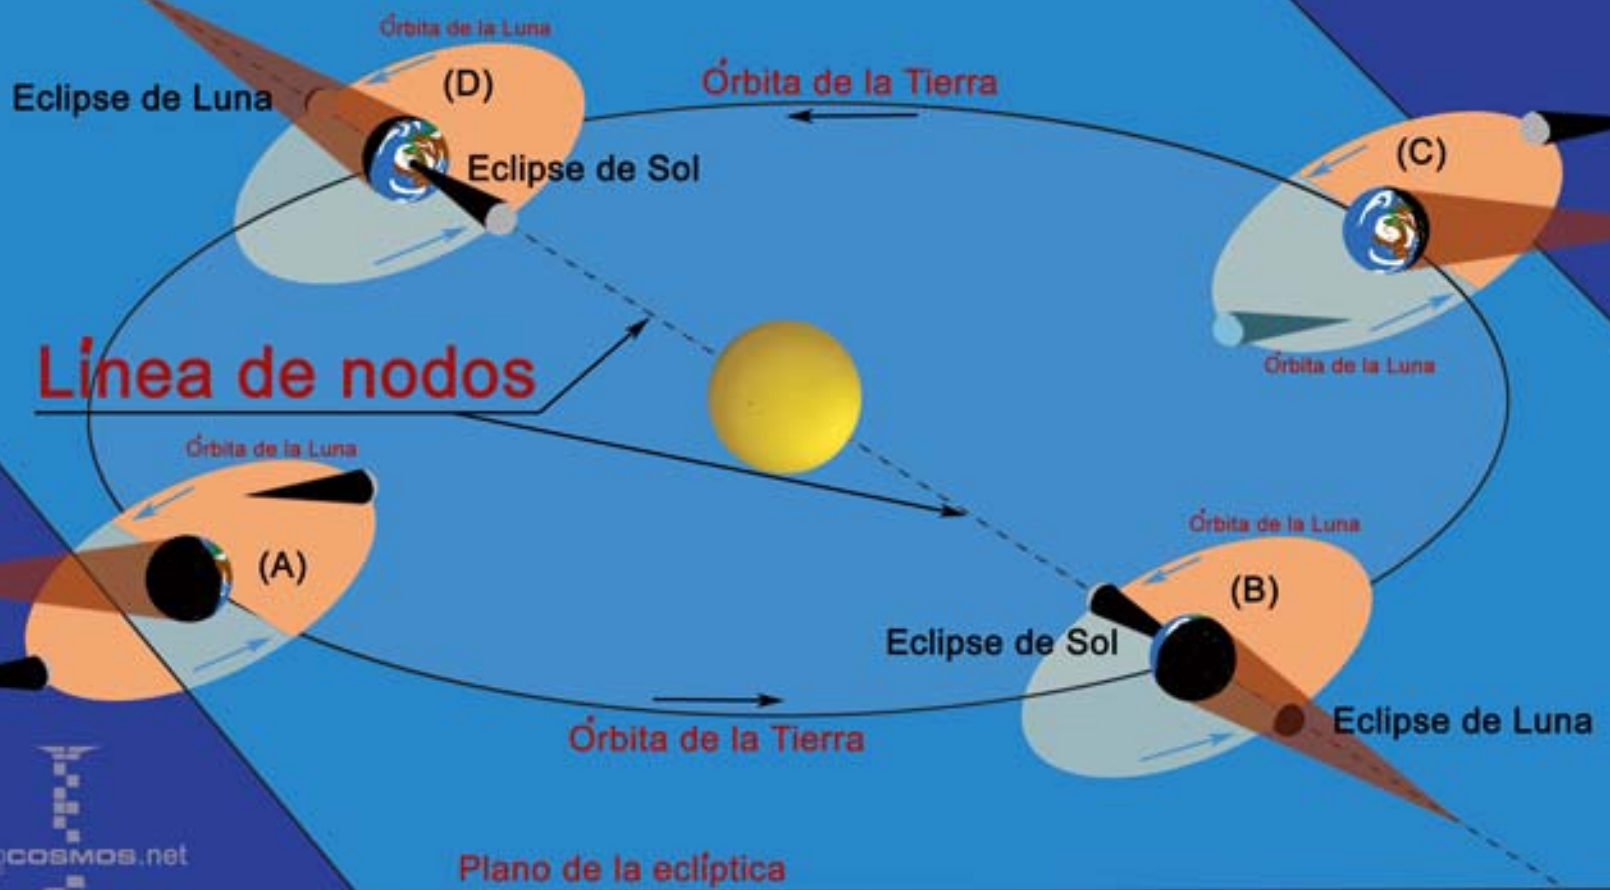 Órbita de la Luna
(D)
Eclipse de Luna
Eclipse de Sol
Órbita de la Tierra
(C)
Órbita de la Luna
Línea de nodos
Órbita de la Luna
(A)
Órbita de la Luna
(B)
Eclipse de Sol
Eclipse de Luna
Órbita de la Tierra
Plano de la eclíptica
COSMOS.net